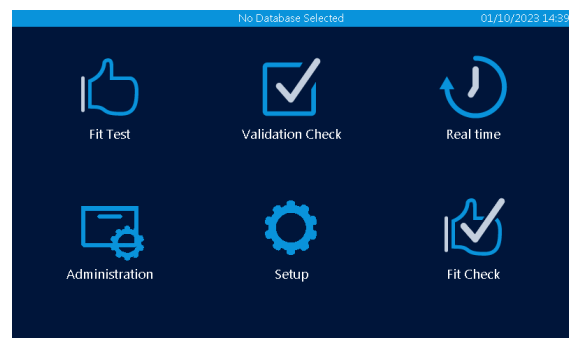 No Database Selected 01/10/2023 14:39
Fit Test Validation Check Real time
Administration Setup Fit Check